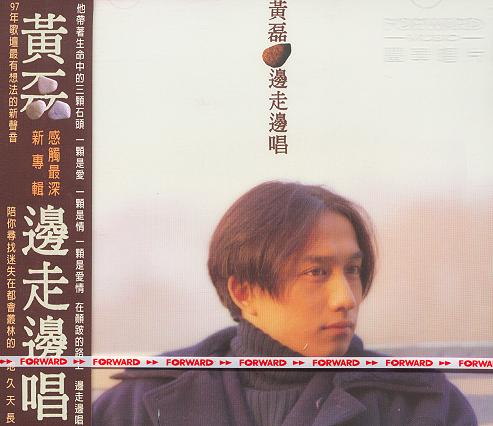 黃磊 邊走邊唱
FORWARD
豐華唱片
他帶著生命中的三顆石頭 一顆是愛 一顆是情 一顆是愛情 在顛跛的路 邊走邊唱
黃磊
感觸最深
新專輯
邊走邊唱
97年歌壇最有想法的新聲音
陪你尋找迷失在都會叢林的 久天長
FORWARD FORWARD FORWARD FORWARD FORWARD